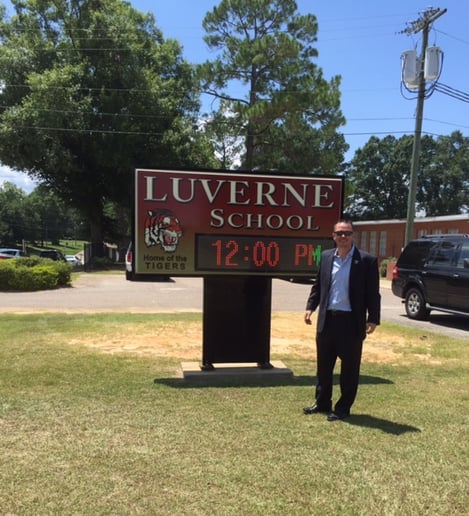 LUVERNE
SCHOOL
12:00 PM
Home of the
TIGERS